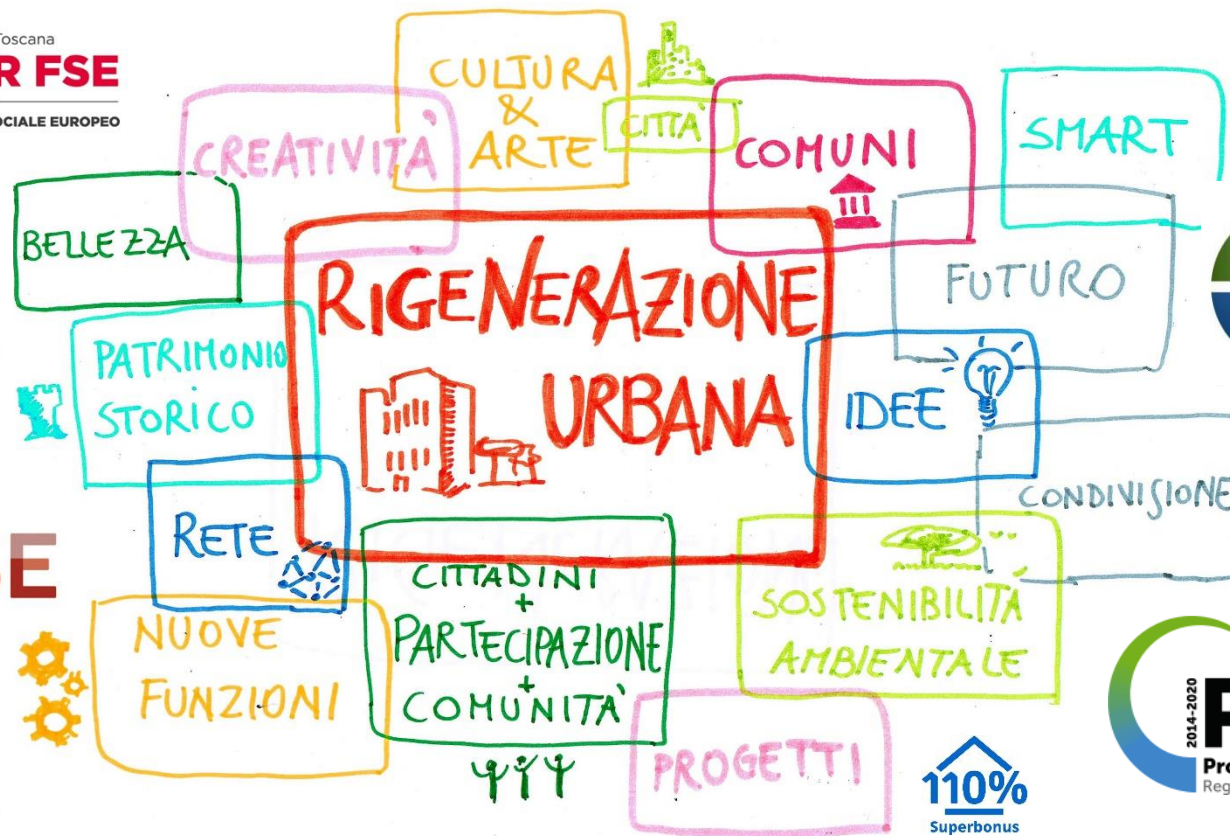 Toscana
R FSE
OCIALE EUROPEO
CULTURA
&
ARTE
CITTÀ
CREATIVITÀ
COMUNI
SMART
BELLEZZA
RIGENERAZIONE
URBANA
FUTURO
PATRIMONIO
STORICO
IDEE
CONDIVISIONE
RETE
E
CITTADINI
+
PARTECIPAZIONE
+
COMUNITÀ
SOSTENIBILITÀ
AMBIENTALE
NUOVE
FUNZIONI
PROGETTI
110%
Superbonus
2014-2020
P
Pro
Reg